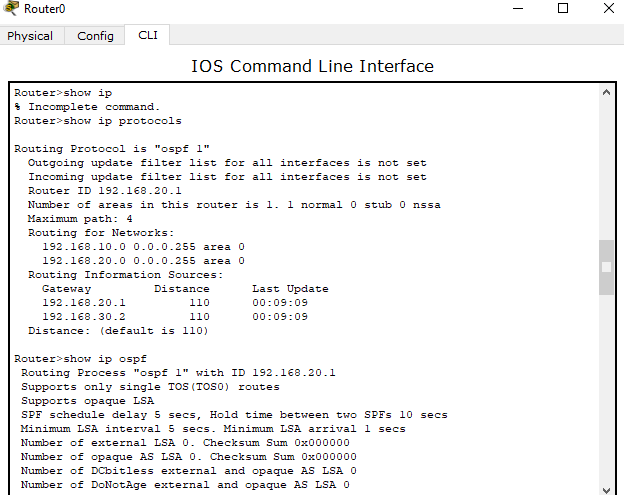 Router0
Physical Config CLI
IOS Command Line Interface
Router>show ip
% Incomplete command.
Router>show ip protocols
Routing Protocol is "ospf 1"
Outgoing update filter list for all interfaces is not set
Incoming update filter list for all interfaces is not set
Router ID 192.168.20.1
Number of areas in this router is 1. 1 normal 0 stub 0 nssa
Maximum path: 4
Routing for Networks:
192.168.10.0 0.0.0.255 area 0
192.168.20.0 0.0.0.255 area 0
Routing Information Sources:
Gateway Distance Last Update
192.168.20.1 110 00:09:09
192.168.30.2 110 00:09:09
Distance: (default is 110)
Router>show ip ospf
Routing Process "ospf 1" with ID 192.168.20.1
Supports only single TOS(TOS0) routes
Supports opaque LSA
SPF schedule delay 5 secs, Hold time between two SPFs 10 secs
Minimum LSA interval 5 secs. Minimum LSA arrival 1 secs
Number of external LSA 0. Checksum Sum 0x000000
Number of opaque AS LSA 0. Checksum Sum 0x000000
Number of DCbitless external and opaque AS LSA 0
Number of DoNotAge external and opaque AS LSA 0